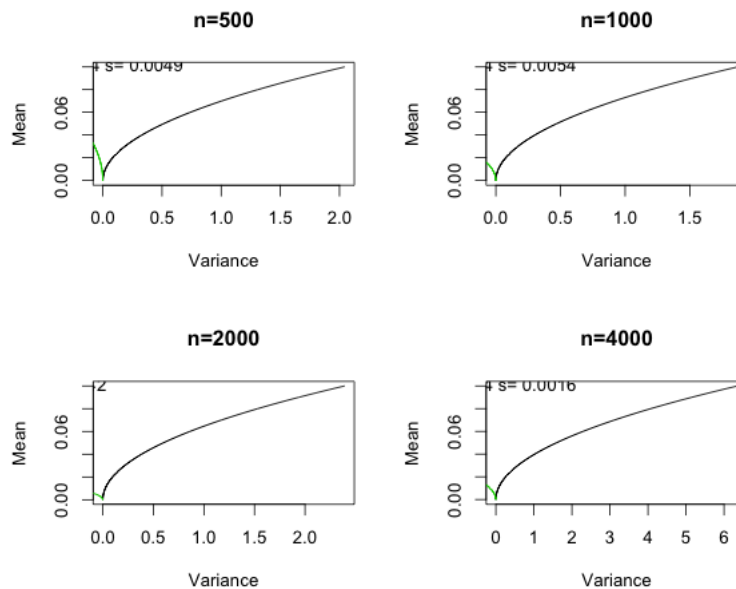 n=500
s= 0.0049
Mean
0.06
0.00
0.0 0.5 1.0 1.5 2.0
Variance
n=1000
s= 0.0054
Mean
0.06
0.00
0.0 0.5 1.0 1.5
Variance
n=2000
2
Mean
0.06
0.00
0.0 0.5 1.0 1.5 2.0
Variance
n=4000
s= 0.0016
Mean
0.06
0.00
0 1 2 3 4 5 6
Variance